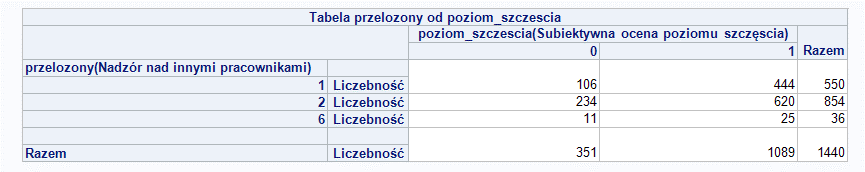 Tabela przelozony od poziom_szczescia
poziom_szczescia(Subiektywna ocena poziomu szczęscia)
0 1 Razem
przelozony(Nadzór nad innymi pracownikami)
1 Liczebność 106 444 550
2 Liczebność 234 620 854
6 Liczebność 11 25 36
Razem Liczebność 351 1089 1440